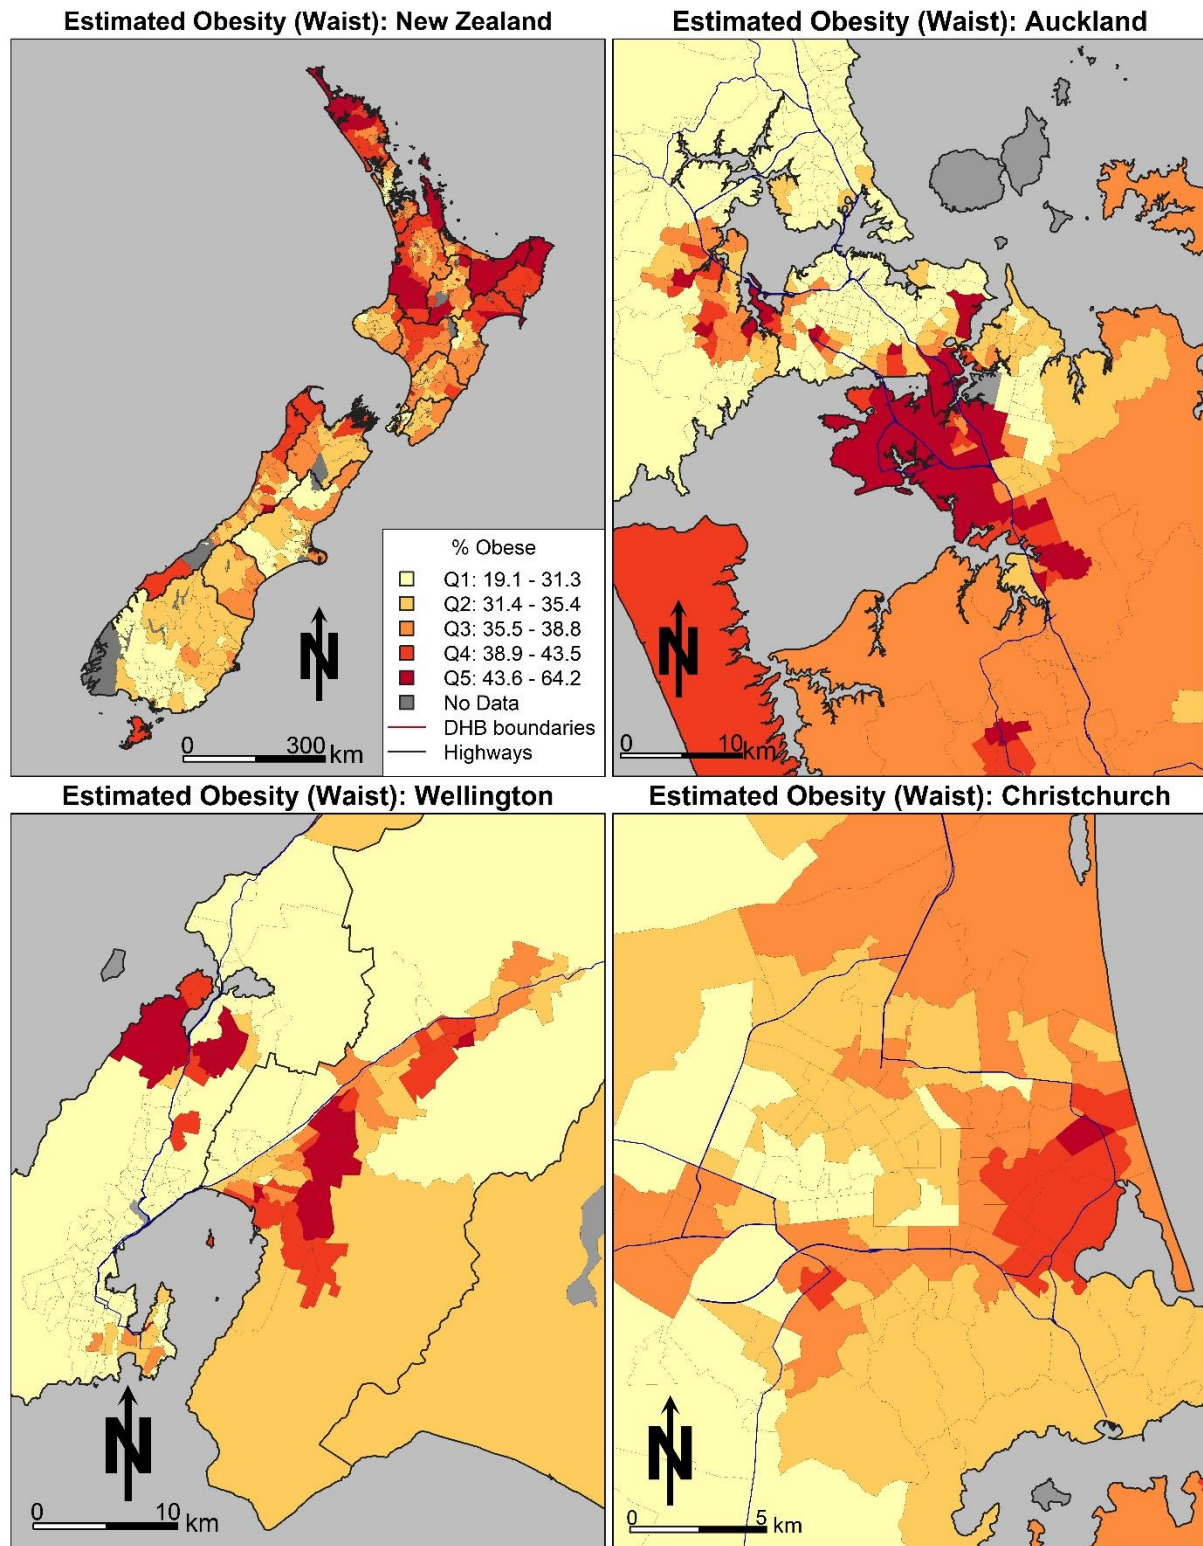 Estimated Obesity (Waist): New Zealand
Estimated Obesity (Waist): Auckland
% Obese
Q1: 19.1 - 31.3
Q2: 31.4 - 35.4
Q3: 35.5 - 38.8
Q4: 38.9 - 43.5
Q5: 43.6 - 64.2
No Data
DHB boundaries
Highways
N
0 300 km
N
0 10 km
Estimated Obesity (Waist): Wellington
Estimated Obesity (Waist): Christchurch
N
0 10 km
N
0 5 km